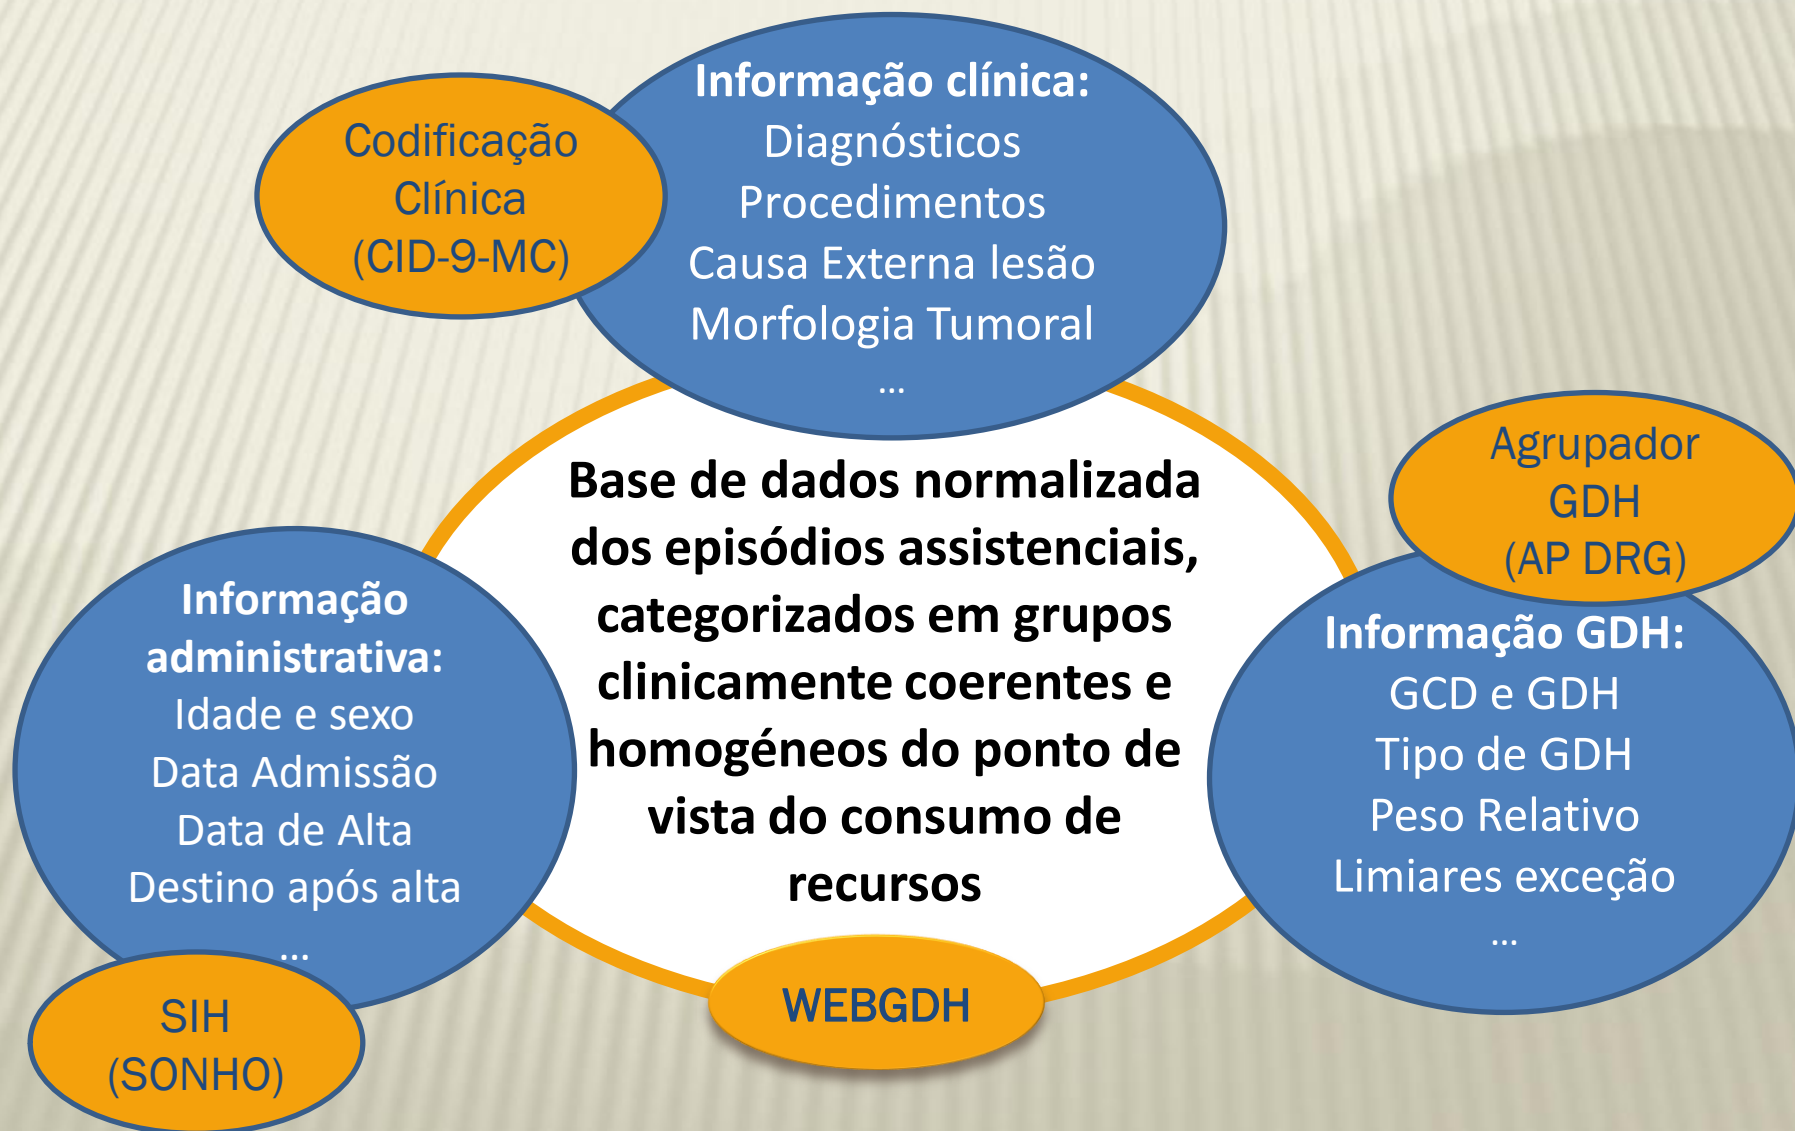 Informação clínica:
Diagnósticos
Procedimentos
Causa Externa lesão
Morfologia Tumoral
…
Codificação
Clínica
(CID-9-MC)
Base de dados normalizada
dos episódios assistenciais,
categorizados em grupos
clinicamente coerentes e
homogéneos do ponto de
vista do consumo de
recursos
Agrupador
GDH
(AP DRG)
Informação
administrativa:
Idade e sexo
Data Admissão
Data de Alta
Destino após alta
…
Informação GDH:
GCD e GDH
Tipo de GDH
Peso Relativo
Limiares exceção
…
SIH
(SONHO)
WEBGDH